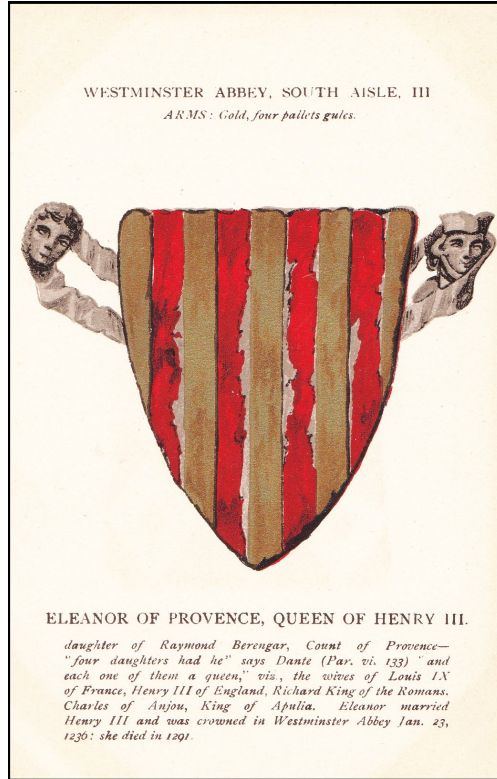 WESTMINSTER ABBEY, SOUTH AISLE, III
ARMS: Gold, four pallets gules.
ELEANOR OF PROVENCE, QUEEN OF HENRY III.
daughter of Raymond Berengar, Count of Provence—
"four daughters had he" says Dante (Par. vi. 133) "and
each one of them a queen," viz., the wives of Louis IX
of France, Henry III of England, Richard King of the Romans.
Charles of Anjou, King of Apulia. Eleanor married
Henry III and was crowned in Westminster Abbey Jan. 23,
1236: she died in 1291.